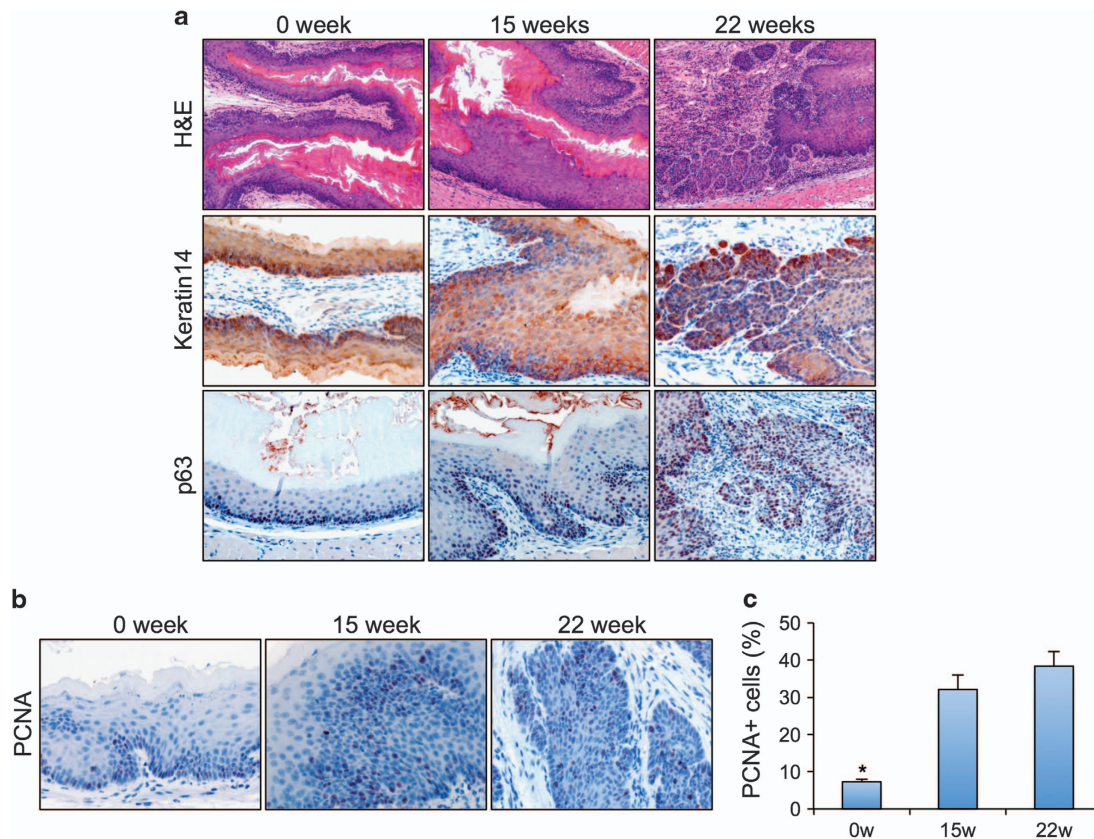 a
0 week 15 weeks 22 weeks
H&E
Keratin14
p63
b
0 week 15 week 22 week
PCNA
c
PCNA+ cells (%)
50
40
30
20
10
0
*
0w 15w 22w